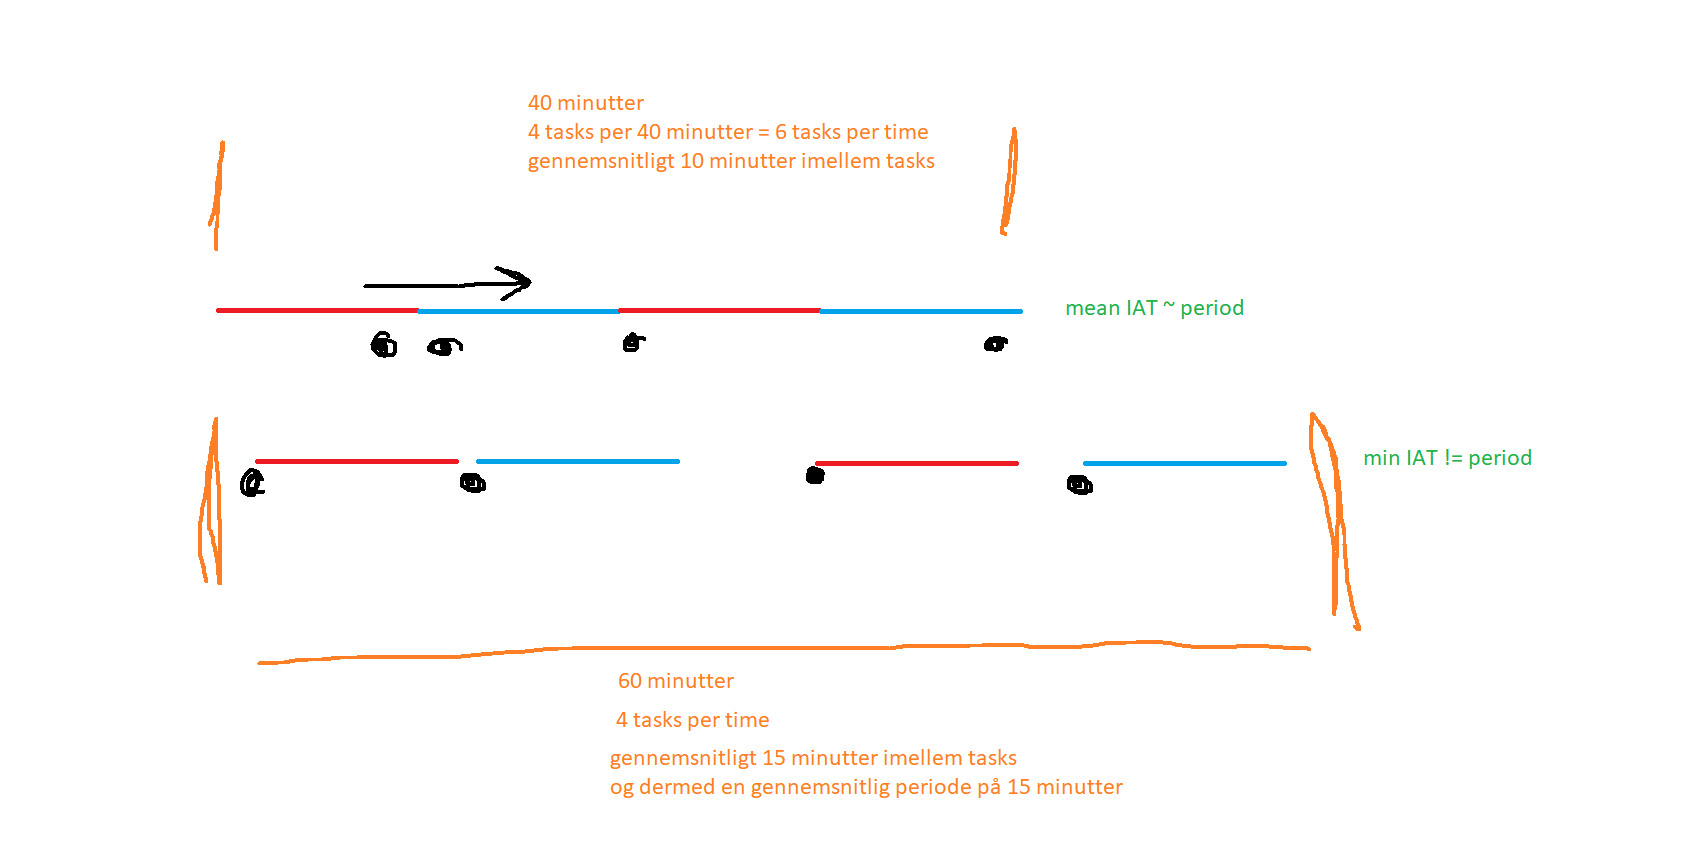 40 minutter
4 tasks per 40 minutter = 6 tasks per time
gennemsnitligt 10 minutter imellem tasks
mean IAT ~ period
min IAT != period
60 minutter
4 tasks per time
gennemsnitligt 15 minutter imellem tasks
og dermed en gennemsnitlig periode på 15 minutter